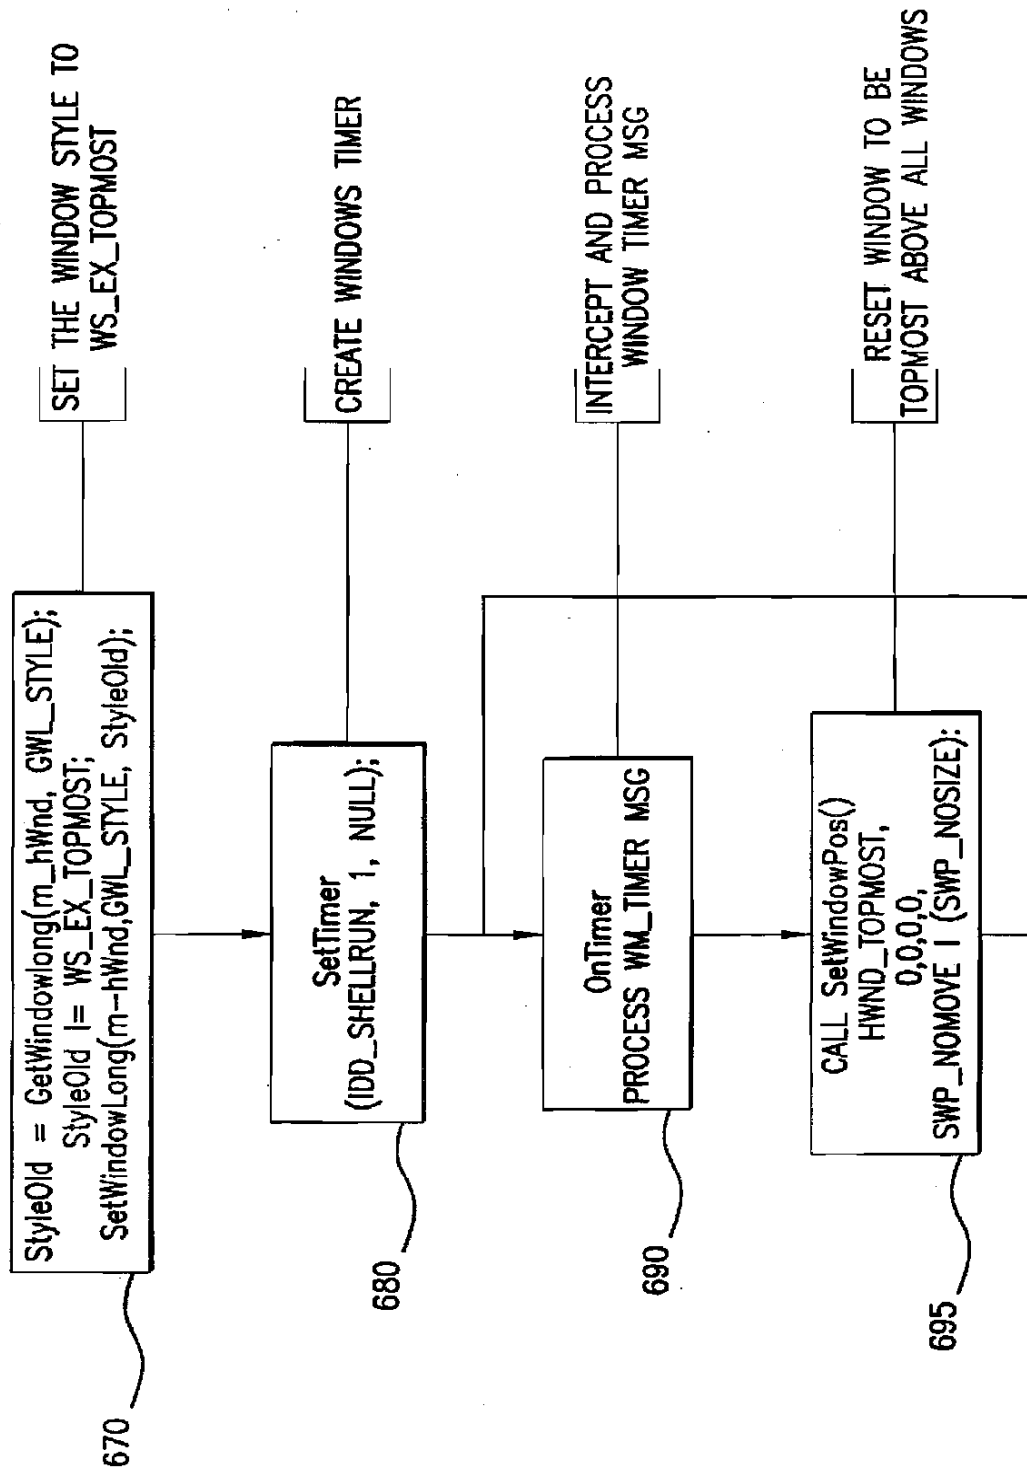 StyleOld = GetWindowlong(m_hWnd, GWL_STYLE);
StyleOld |= WS_EX_TOPMOST;
SetWindowLong(m-hWnd,GWL_STYLE, StyleOld);
670
SET THE WINDOW STYLE TO
WS_EX_TOPMOST
SetTimer
(IDD_SHELLRUN, 1, NULL);
680
CREATE WINDOWS TIMER
OnTimer
PROCESS WM_TIMER MSG
690
INTERCEPT AND PROCESS
WINDOW TIMER MSG
CALL SetWindowPos()
HWND_TOPMOST,
0,0,0,0,
SWP_NOMOVE | (SWP_NOSIZE):
695
RESET WINDOW TO BE
TOPMOST ABOVE ALL WINDOWS